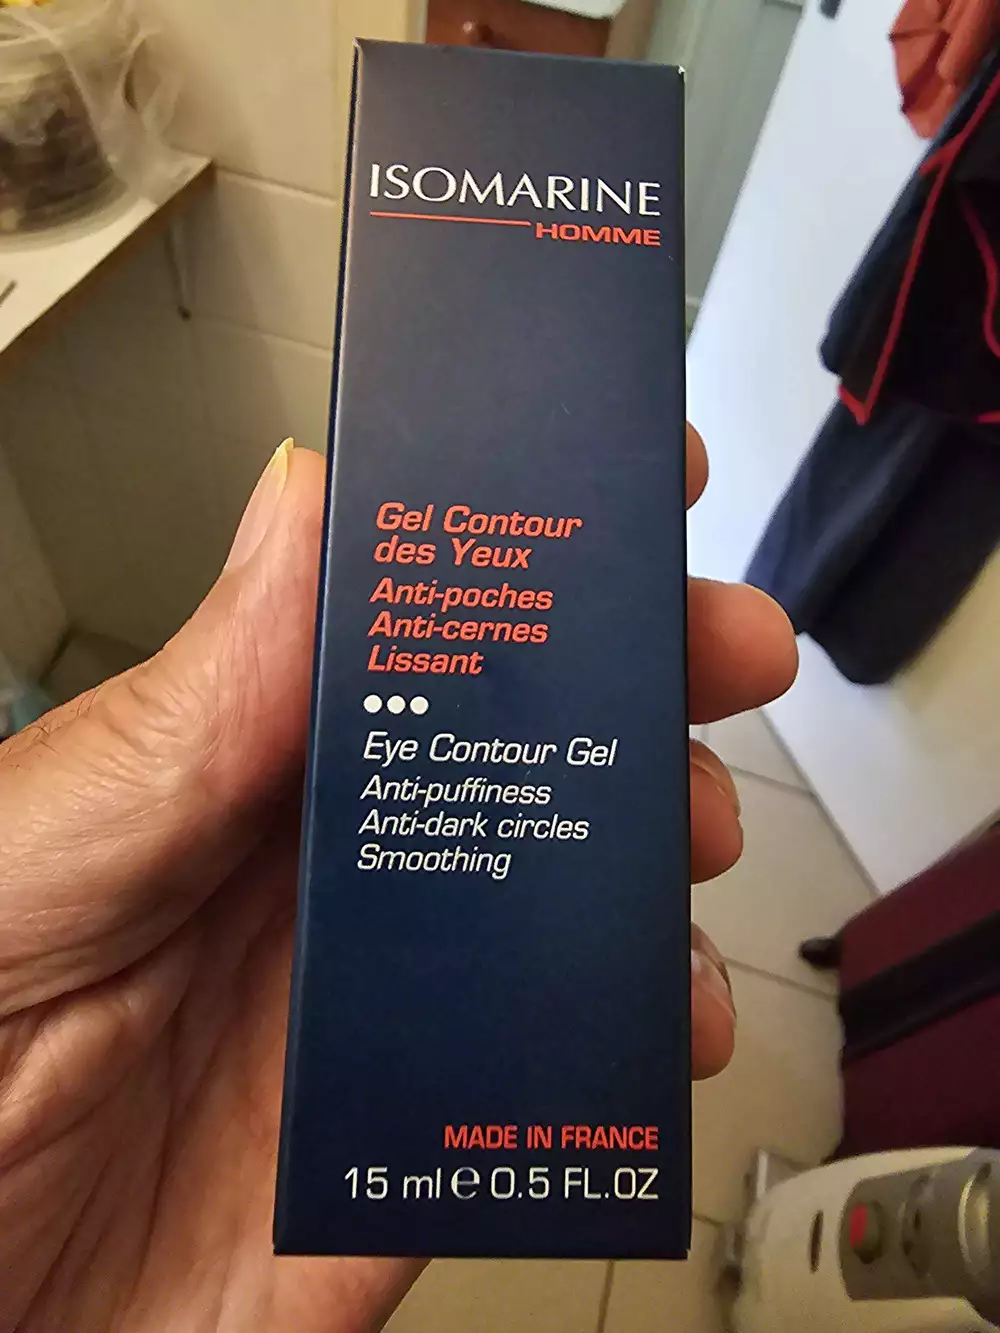 ISOMARINE
HOMME
Gel Contour
des Yeux
Anti-poches
Anti-cernes
Lissant
Eye Contour Gel
Anti-puffiness
Anti-dark circles
Smoothing
MADE IN FRANCE
15 ml e 0.5 FL.OZ